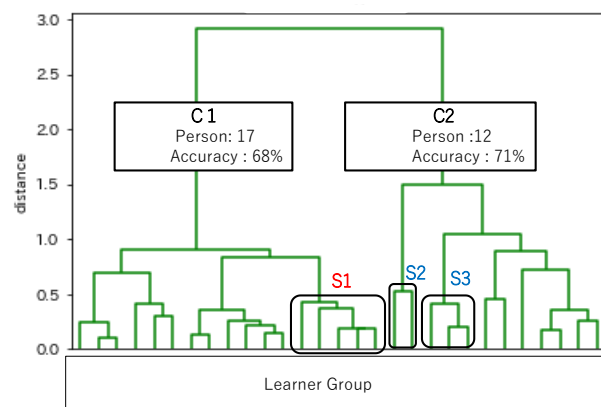 3.0
2.5
2.0
1.5
1.0
0.5
0.0
distance
C 1
Person: 17
Accuracy : 68%
C2
Person :12
Accuracy : 71%
S1
S2
S3
Learner Group